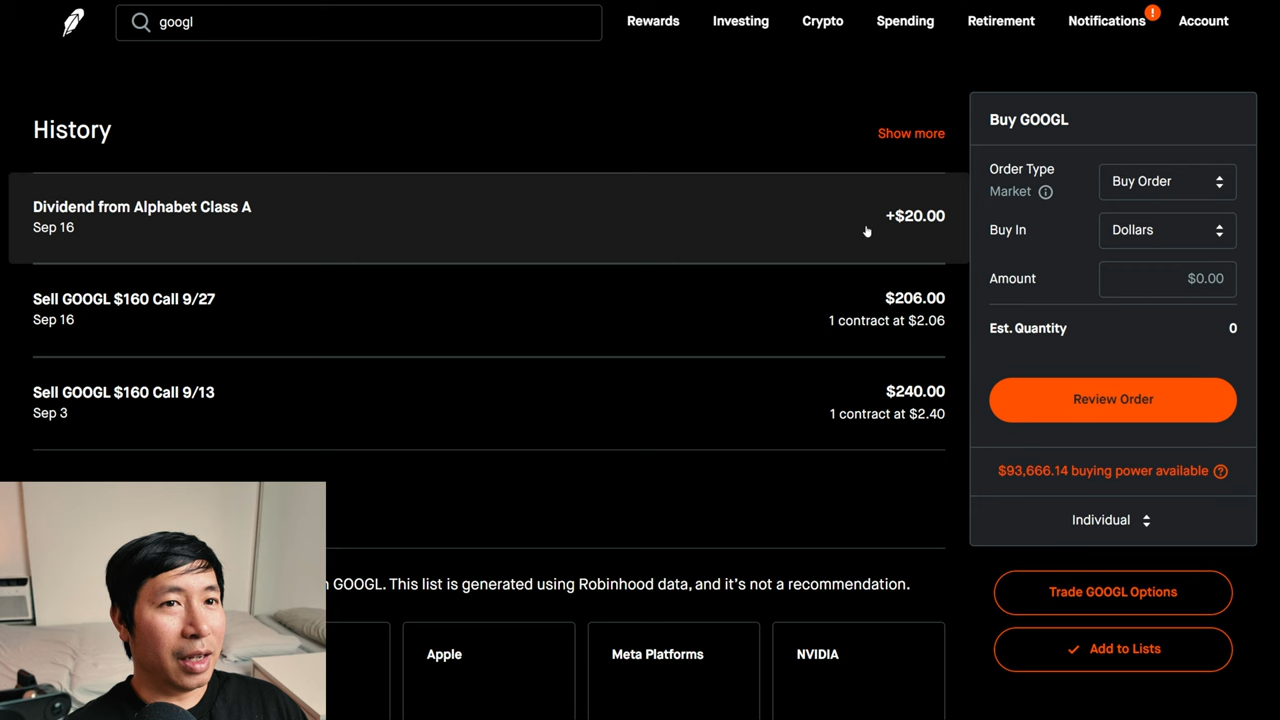 googl
Rewards
Investing
Crypto
Spending
Retirement
Notifications
!
Account
History
Show more
Dividend from Alphabet Class A
Sep 16
+$20.00
Sell GOOGL $160 Call 9/27
Sep 16
$206.00
1 contract at $2.06
Sell GOOGL $160 Call 9/13
Sep 3
$240.00
1 contract at $2.40
GOOGL. This list is generated using Robinhood data, and it's not a recommendation.
Apple
Meta Platforms
NVIDIA
Buy GOOGL
Order Type
Market
Buy Order
Buy In
Dollars
Amount
$0.00
Est. Quantity
0
Review Order
$93,666.14 buying power available
Individual
Trade GOOGL Options
Add to Lists